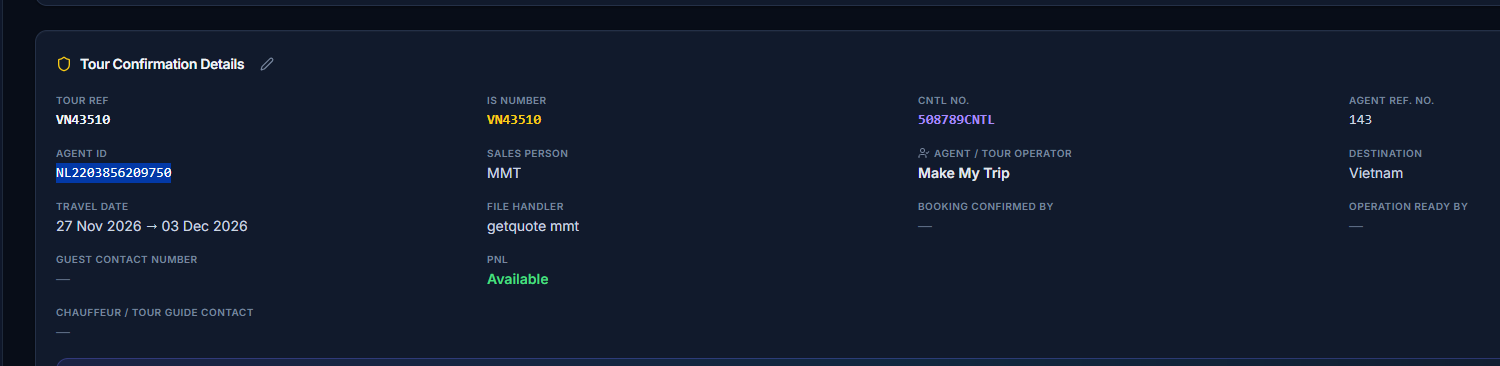 Tour Confirmation Details
TOUR REF
VN43510
IS NUMBER
VN43510
CNTL NO.
508789CNTL
AGENT REF. NO.
143
AGENT ID
NL2203856209750
SALES PERSON
MMT
AGENT / TOUR OPERATOR
Make My Trip
DESTINATION
Vietnam
TRAVEL DATE
27 Nov 2026 → 03 Dec 2026
FILE HANDLER
getquote mmt
BOOKING CONFIRMED BY
—
OPERATION READY BY
—
GUEST CONTACT NUMBER
—
PNL
Available
CHAUFFEUR / TOUR GUIDE CONTACT
—